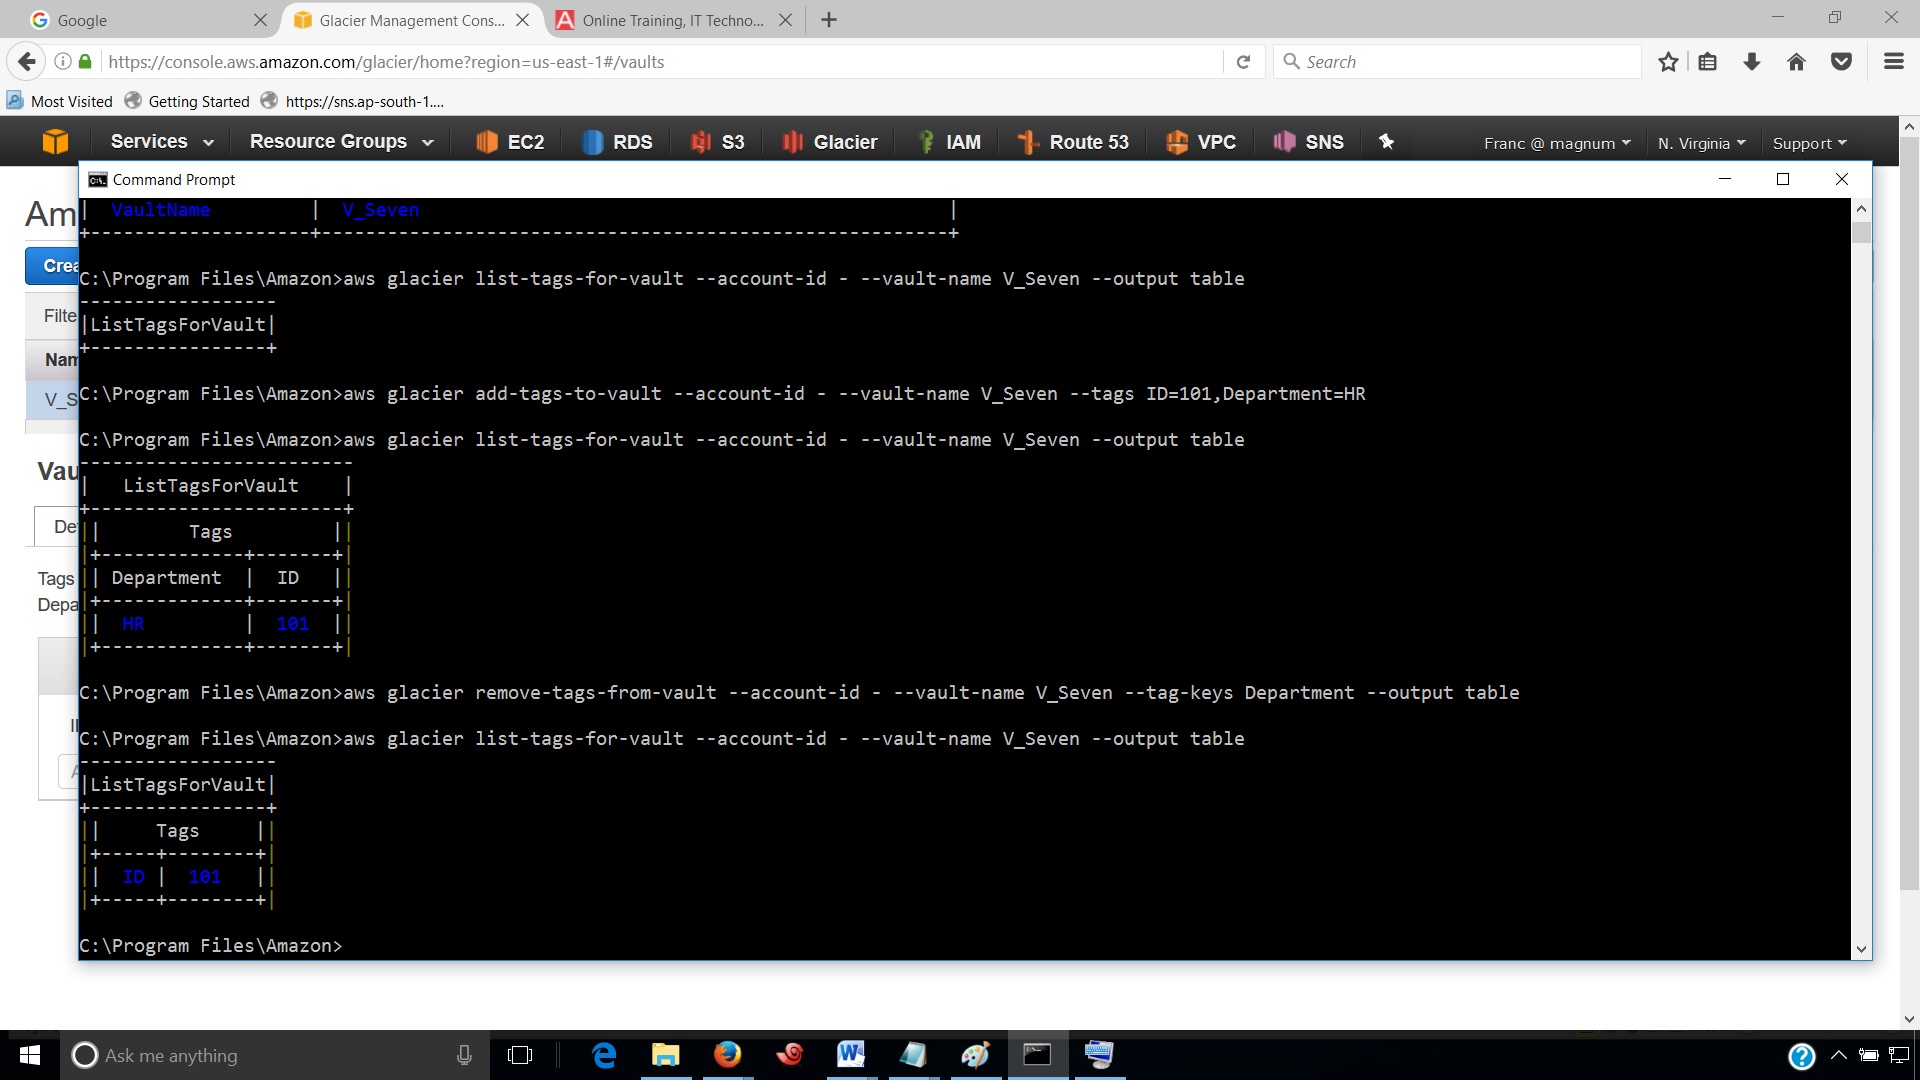 Google
Glacier Management Cons...
Online Training, IT Techno...
https://console.aws.amazon.com/glacier/home?region=us-east-1#/vaults
Search
Most Visited
Getting Started
https://sns.ap-south-1....
Services
Resource Groups
EC2
RDS
S3
Glacier
IAM
Route 53
VPC
SNS
Franc @ magnum
N. Virginia
Support
Am
Crea
Filte
Nam
V_S
Vau
De
Tags
Depa
Command Prompt
| VaultName | V_Seven |
+---------------------+----------------------------------------------------------+
C:\Program Files\Amazon>aws glacier list-tags-for-vault --account-id - --vault-name V_Seven --output table
------------------
|ListTagsForVault|
+----------------+
C:\Program Files\Amazon>aws glacier add-tags-to-vault --account-id - --vault-name V_Seven --tags ID=101,Department=HR
C:\Program Files\Amazon>aws glacier list-tags-for-vault --account-id - --vault-name V_Seven --output table
-------------------------
|   ListTagsForVault    |
+-----------------------+
||        Tags         ||
|+-------------+-------+|
|| Department  |  ID   ||
|+-------------+-------+|
||  HR         |  101  ||
|+-------------+-------+|
C:\Program Files\Amazon>aws glacier remove-tags-from-vault --account-id - --vault-name V_Seven --tag-keys Department --output table
C:\Program Files\Amazon>aws glacier list-tags-for-vault --account-id - --vault-name V_Seven --output table
------------------
|ListTagsForVault|
+----------------+
||     Tags     ||
|+-----+--------+|
||  ID |  101   ||
|+-----+--------+|
C:\Program Files\Amazon>
Ask me anything